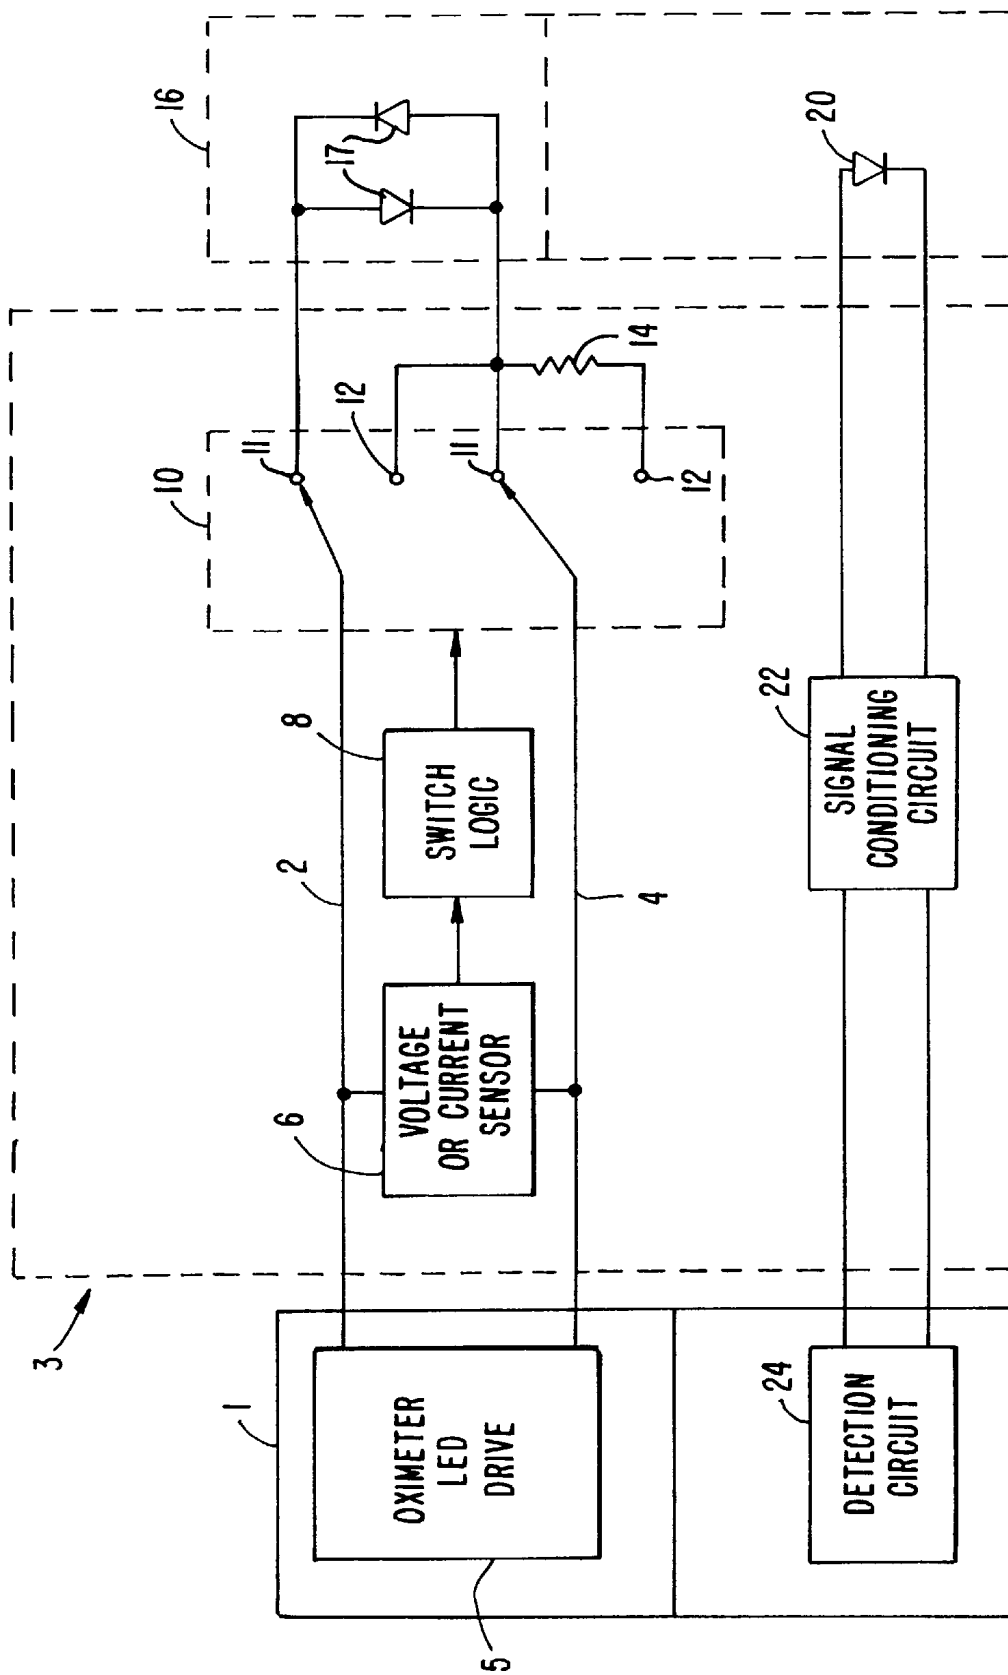 3
1
5
OXIMETER
LED
DRIVE
2
4
6
VOLTAGE
OR CURRENT
SENSOR
8
SWITCH
LOGIC
10
11
12
11
12
14
16
17
20
22
SIGNAL
CONDITIONING
CIRCUIT
24
DETECTION
CIRCUIT